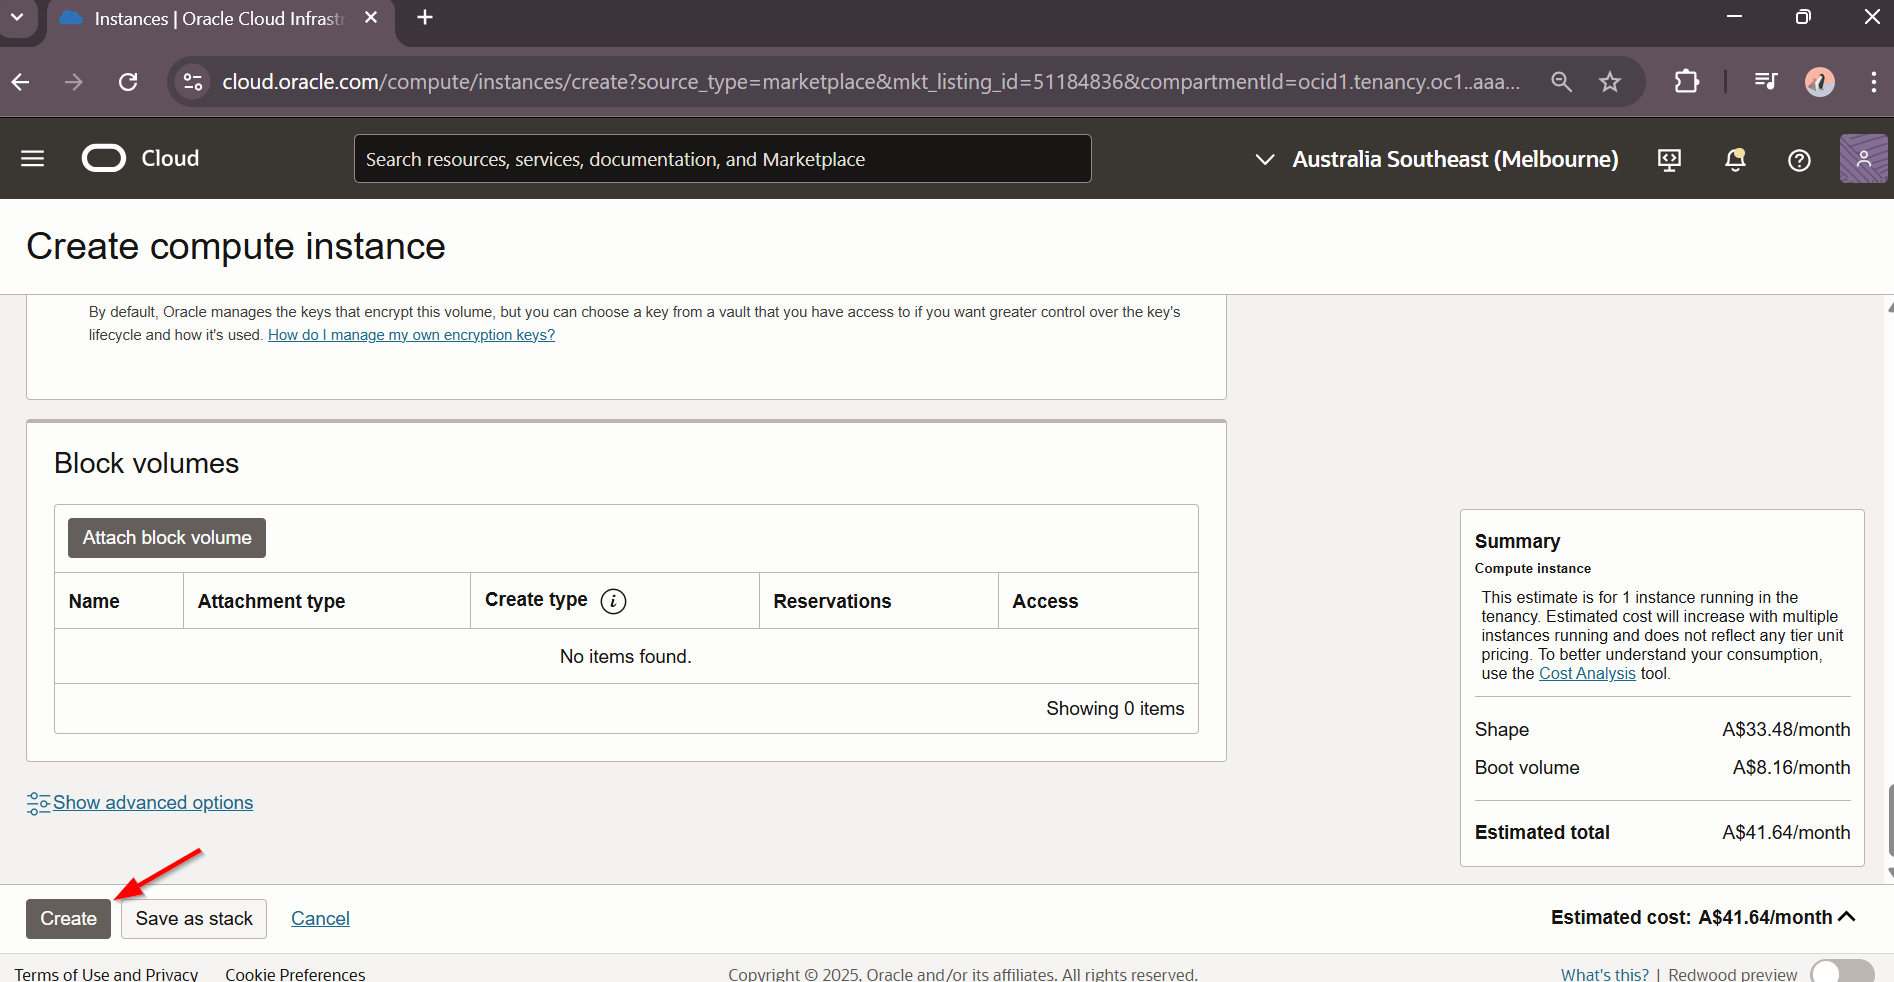 Instances | Oracle Cloud Infrast
cloud.oracle.com/compute/instances/create?source_type=marketplace&mkt_listing_id=51184836&compartmentId=ocid1.tenancy.oc1..aaa...
Cloud
Search resources, services, documentation, and Marketplace
Australia Southeast (Melbourne)
Create compute instance
By default, Oracle manages the keys that encrypt this volume, but you can choose a key from a vault that you have access to if you want greater control over the key's
lifecycle and how it's used. How do I manage my own encryption keys?
Block volumes
Attach block volume
Name Attachment type Create type i Reservations Access
No items found.
Showing 0 items
Show advanced options
Summary
Compute instance
This estimate is for 1 instance running in the
tenancy. Estimated cost will increase with multiple
instances running and does not reflect any tier unit
pricing. To better understand your consumption,
use the Cost Analysis tool.
Shape A$33.48/month
Boot volume A$8.16/month
Estimated total A$41.64/month
Create Save as stack Cancel
Estimated cost: A$41.64/month
Terms of Use and Privacy Cookie Preferences
Copyright © 2025, Oracle and/or its affiliates. All rights reserved.
What's this? | Redwood preview